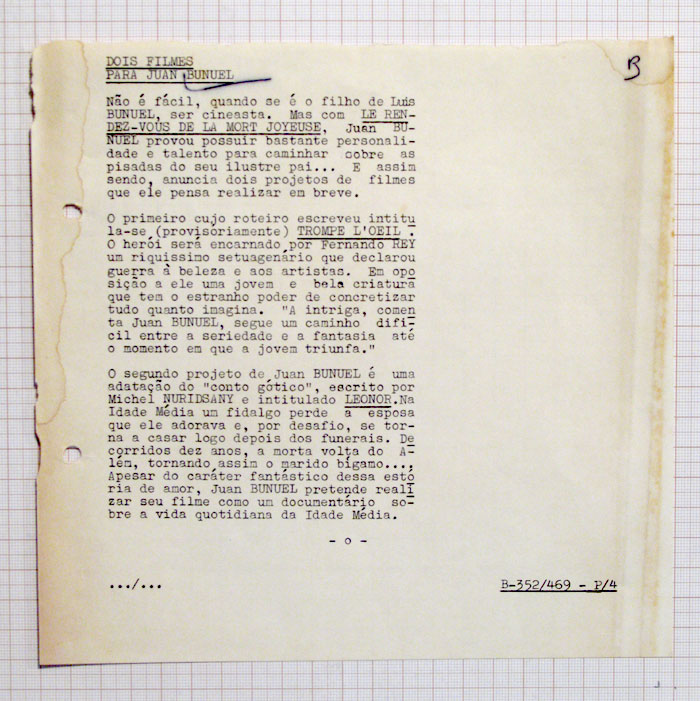 DOIS FILMES
PARA JUAN BUNUEL
B
Não é fácil, quando se é o filho de Luis
BUNUEL, ser cineasta. Mas com LE REN-
DEZ-VOUS DE LA MORT JOYEUSE, Juan BU-
NUEL provou possuir bastante personali-
dade e talento para caminhar sobre as
pisadas do seu ilustre pai... E assim
sendo, anuncia dois projetos de filmes
que ele pensa realizar em breve.
O primeiro cujo roteiro escreveu intitu
la-se (provisoriamente) TROMPE L'OEIL .
O herói será encarnado por Fernando REY
um riquissimo setuagenário que declarou
guerra à beleza e aos artistas. Em opo
sição a ele uma jovem e bela criatura
que tem o estranho poder de concretizar
tudo quanto imagina. "A intriga, comen
ta Juan BUNUEL, segue um caminho difí-
cil entre a seriedade e a fantasia até
o momento em que a jovem triunfa."
O segundo projeto de Juan BUNUEL é uma
adatação do "conto gótico", escrito por
Michel NURIDSANY e intitulado LEONOR.Na
Idade Média um fidalgo perde a esposa
que ele adorava e, por desafio, se tor-
na a casar logo depois dos funerais. De
corridos dez anos, a morta volta do A-
lém, tornando assim o marido bígamo...,
Apesar do caráter fantástico dessa estó
ria de amor, Juan BUNUEL pretende reali
zar seu filme como um documentário so-
bre a vida quotidiana da Idade Média.
- o -
.../...
B-352/469 - P/4